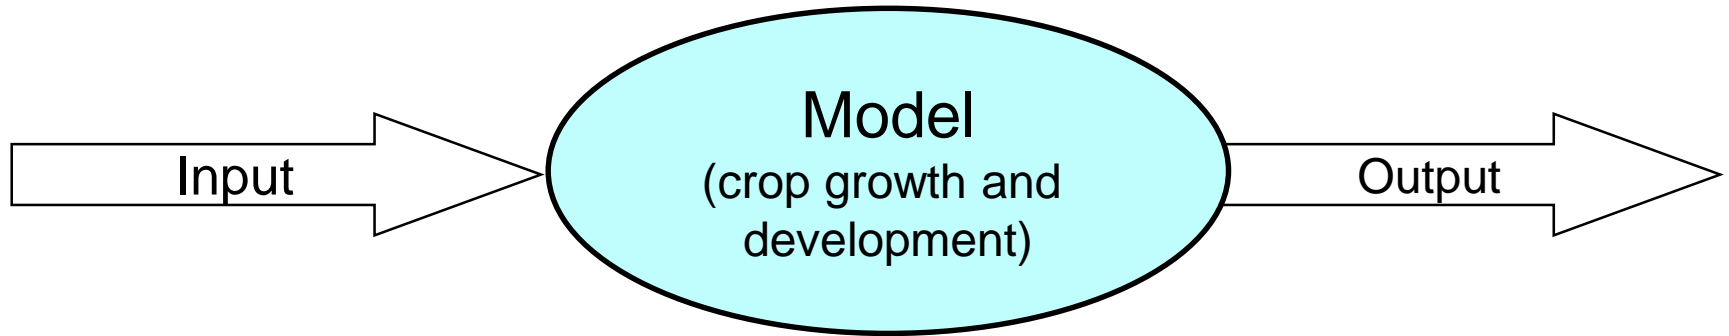 Input
Model
(crop growth and
development)
Output